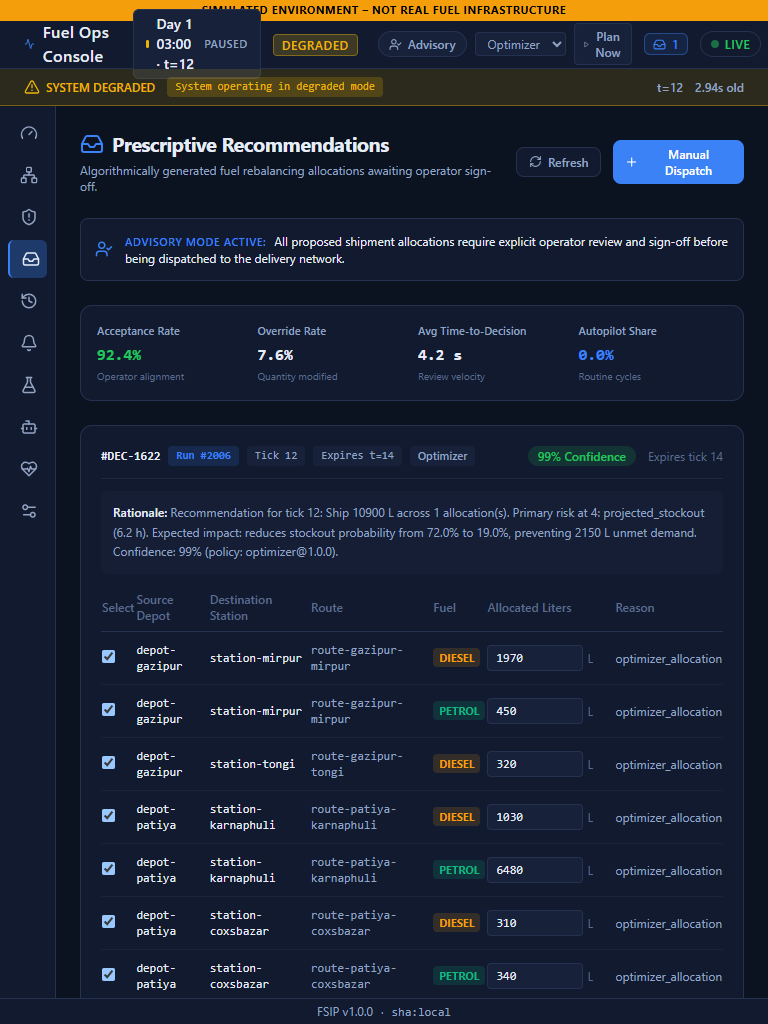 SIMULATED ENVIRONMENT – NOT REAL FUEL INFRASTRUCTURE
Fuel Ops
Console
Day 1
03:00
· t=12
PAUSED
DEGRADED
Advisory
Optimizer
Plan
Now
1
LIVE
SYSTEM DEGRADED
System operating in degraded mode
t=12 2.94s old
Prescriptive Recommendations
Algorithmically generated fuel rebalancing allocations awaiting operator sign-
off.
Refresh
Manual
Dispatch
ADVISORY MODE ACTIVE: All proposed shipment allocations require explicit operator review and sign-off before
being dispatched to the delivery network.
Acceptance Rate
92.4%
Operator alignment
Override Rate
7.6%
Quantity modified
Avg Time-to-Decision
4.2 s
Review velocity
Autopilot Share
0.0%
Routine cycles
#DEC-1622 Run #2006 Tick 12 Expires t=14 Optimizer 99% Confidence Expires tick 14
Rationale: Recommendation for tick 12: Ship 10900 L across 1 allocation(s). Primary risk at 4: projected_stockout
(6.2 h). Expected impact: reduces stockout probability from 72.0% to 19.0%, preventing 2150 L unmet demand.
Confidence: 99% (policy: optimizer@1.0.0).
Select
Source
Depot
Destination
Station
Route
Fuel
Allocated Liters
Reason
depot-
gazipur
station-mirpur
route-gazipur-
mirpur
DIESEL
1970 L
optimizer_allocation
depot-
gazipur
station-mirpur
route-gazipur-
mirpur
PETROL
450 L
optimizer_allocation
depot-
gazipur
station-tongi
route-gazipur-
tongi
DIESEL
320 L
optimizer_allocation
depot-
patiya
station-
karnaphuli
route-patiya-
karnaphuli
DIESEL
1030 L
optimizer_allocation
depot-
patiya
station-
karnaphuli
route-patiya-
karnaphuli
PETROL
6480 L
optimizer_allocation
depot-
patiya
station-
coxsbazar
route-patiya-
coxsbazar
DIESEL
310 L
optimizer_allocation
depot-
patiya
station-
coxsbazar
route-patiya-
coxsbazar
PETROL
340 L
optimizer_allocation
FSIP v1.0.0 · sha:local